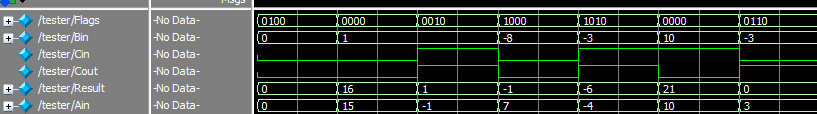 Msgs
/tester/Flags -No Data- 0100 0000 0010 1000 1010 0000 0110
/tester/Bin -No Data- 0 1 -8 -3 10 -3
/tester/Cin -No Data-
/tester/Cout -No Data-
/tester/Result -No Data- 0 16 1 -1 -6 21 0
/tester/Ain -No Data- 0 15 -1 7 -4 10 3